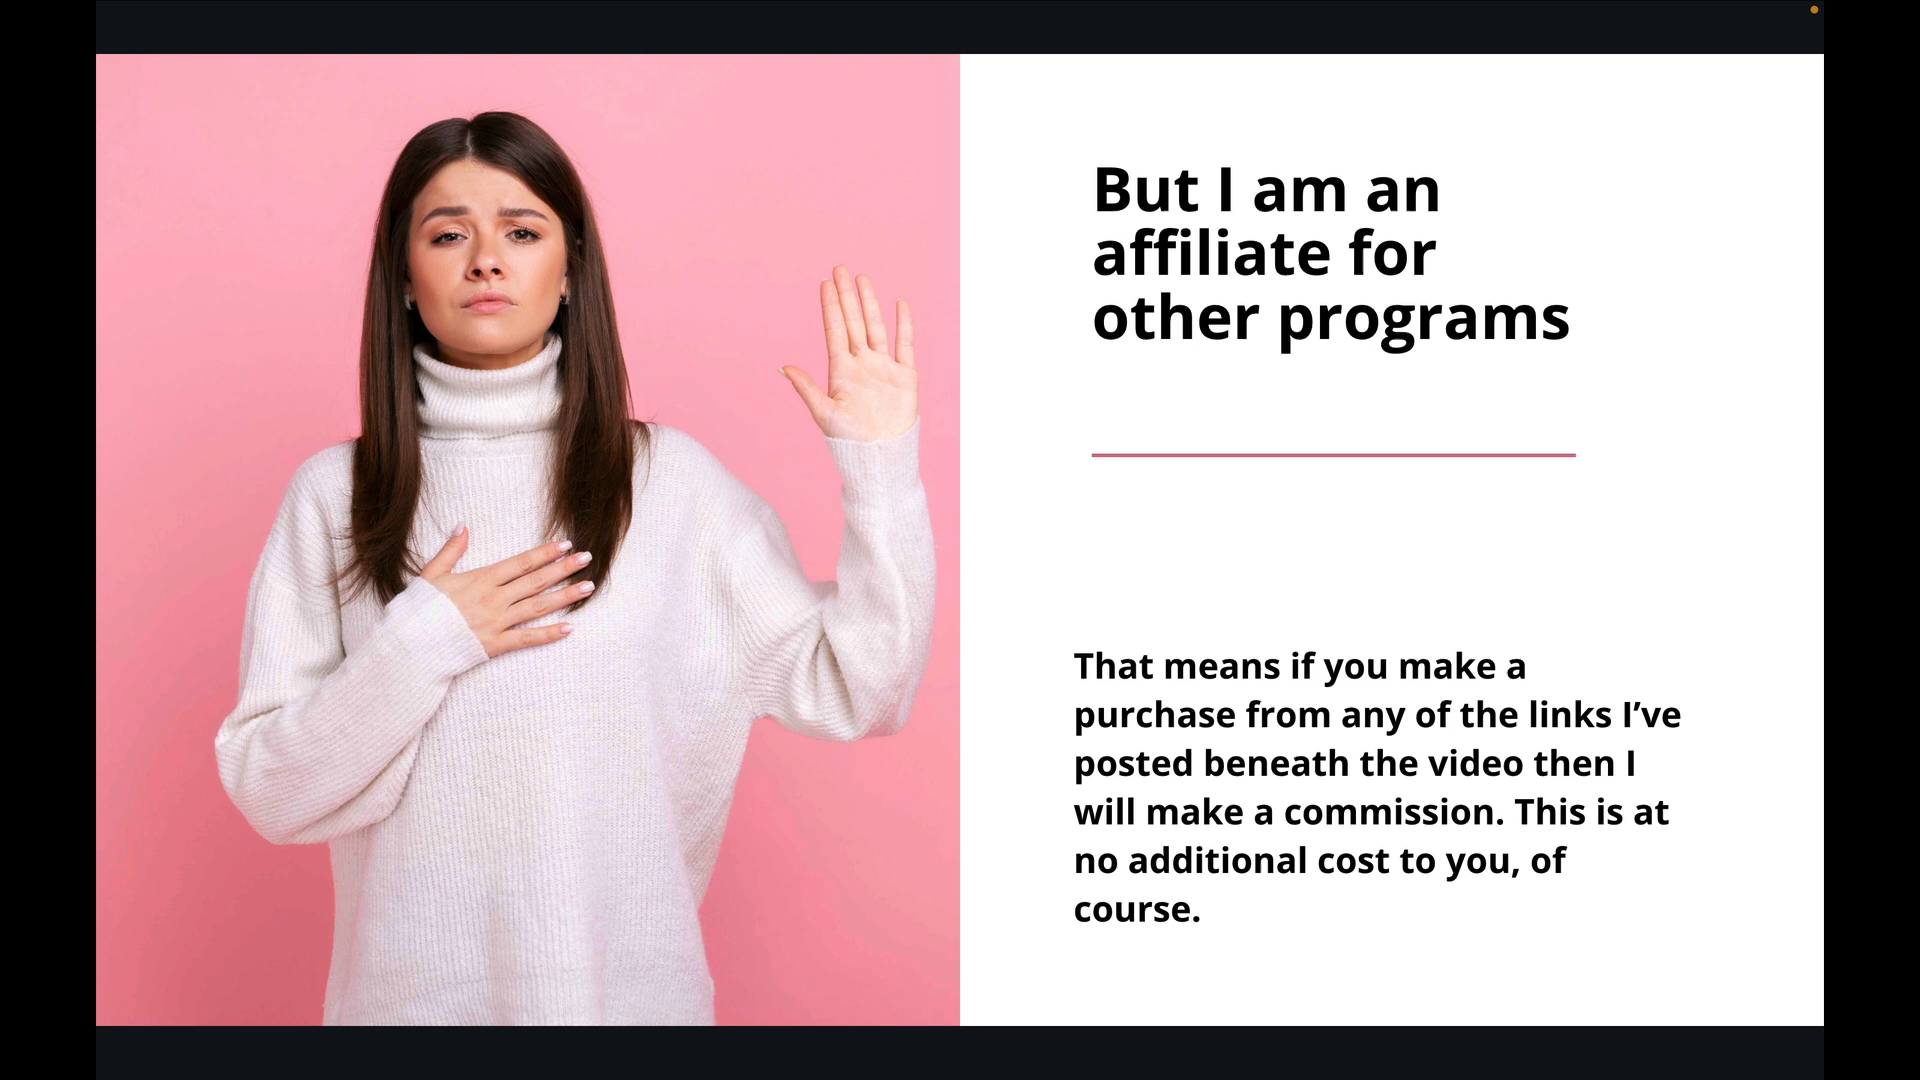 But I am an
affiliate for
other programs
That means if you make a
purchase from any of the links I’ve
posted beneath the video then I
will make a commission. This is at
no additional cost to you, of
course.